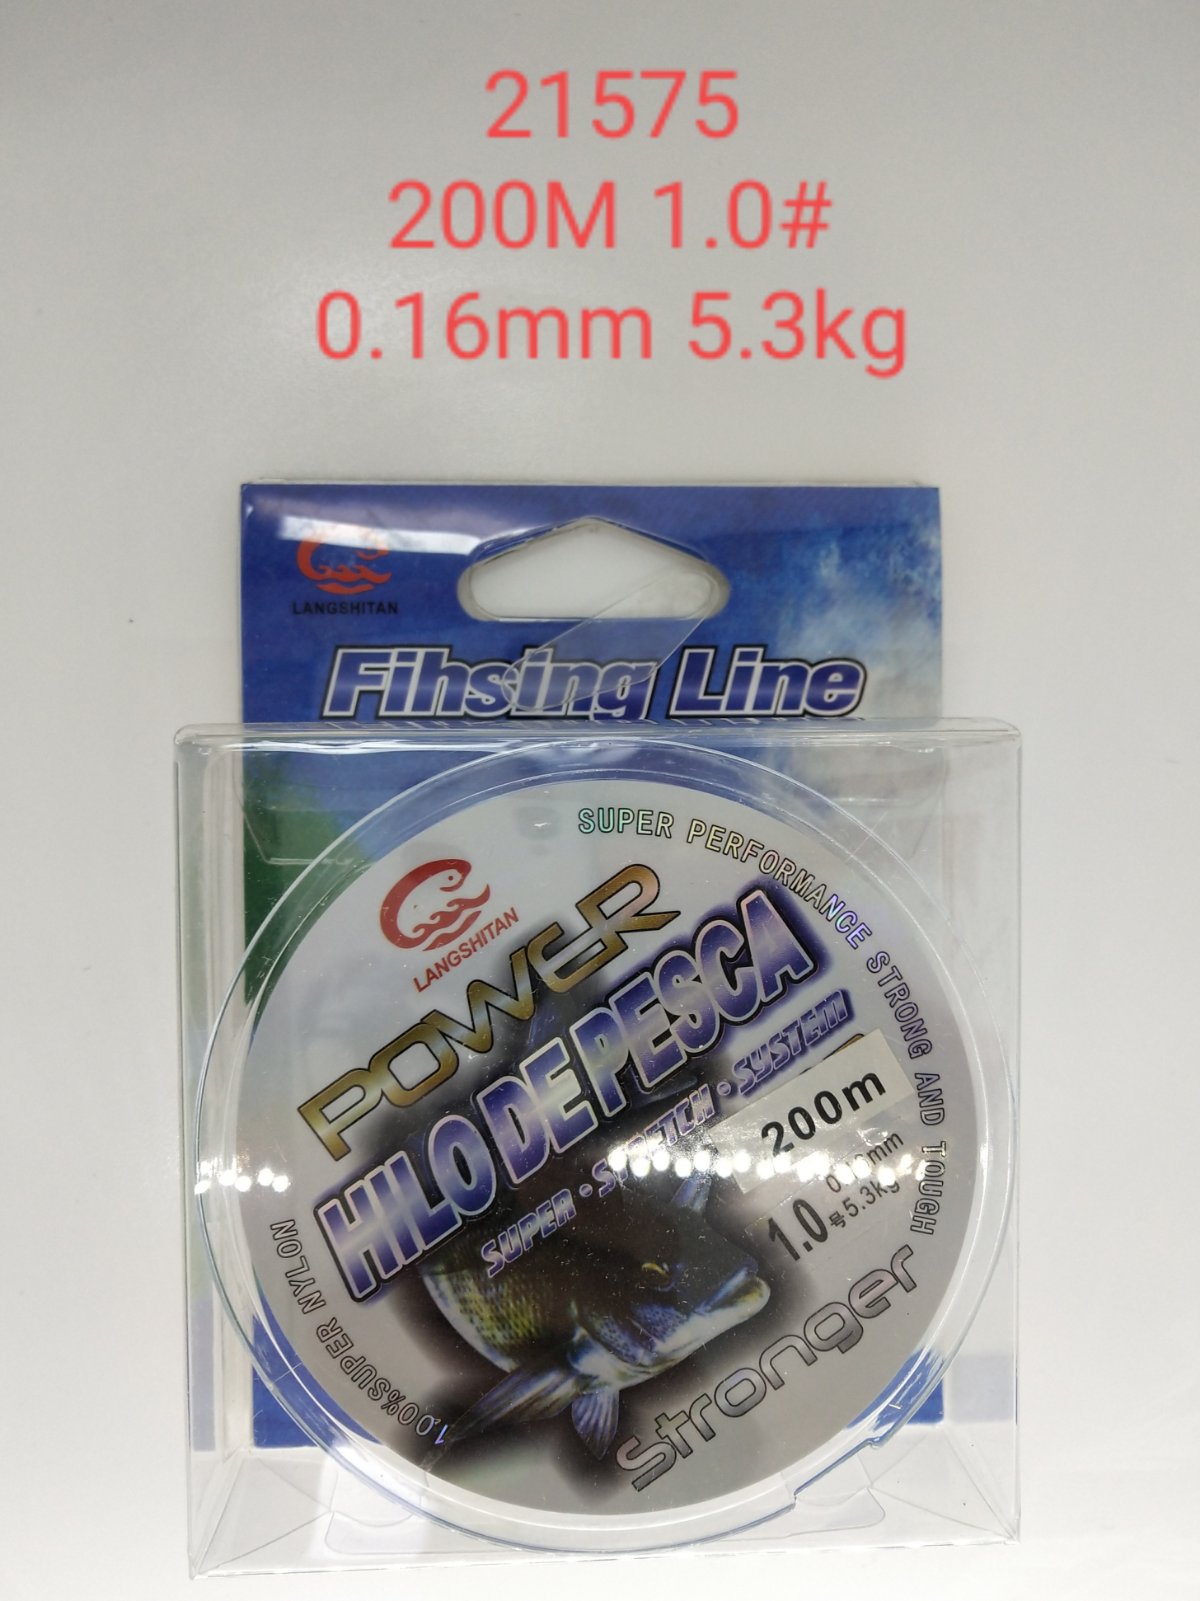 21575
200M 1.0#
0.16mm 5.3kg
LANGSHITAN
Fihsing Line
SUPER PERFORMANCE STRONG AND TOUGH
LANGSHITAN
POWER
HILO DE PESCA
SUPER • STRETCH • SYSTEM
200m
1.0
号5.3kg
Stronger
100%SUPER NYLON